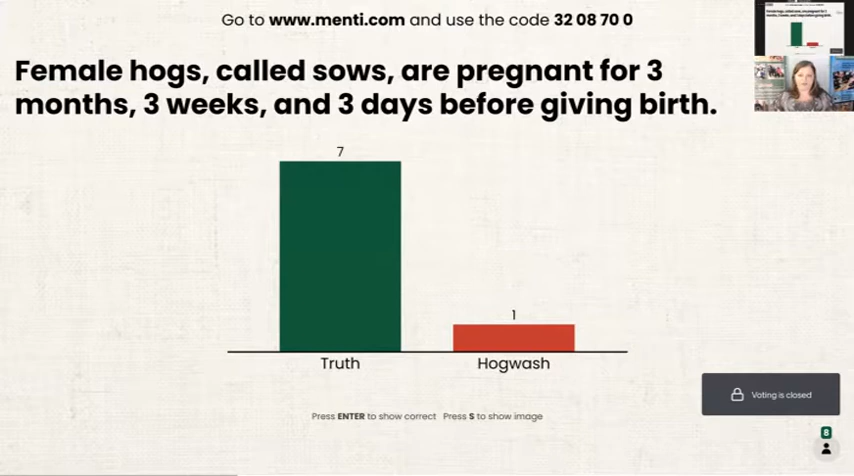 Go to www.menti.com and use the code 32 08 70 0
Female hogs, called sows, are pregnant for 3
months, 3 weeks, and 3 days before giving birth.
7
1
Truth
Hogwash
Voting is closed
Press ENTER to show correct Press S to show image
8